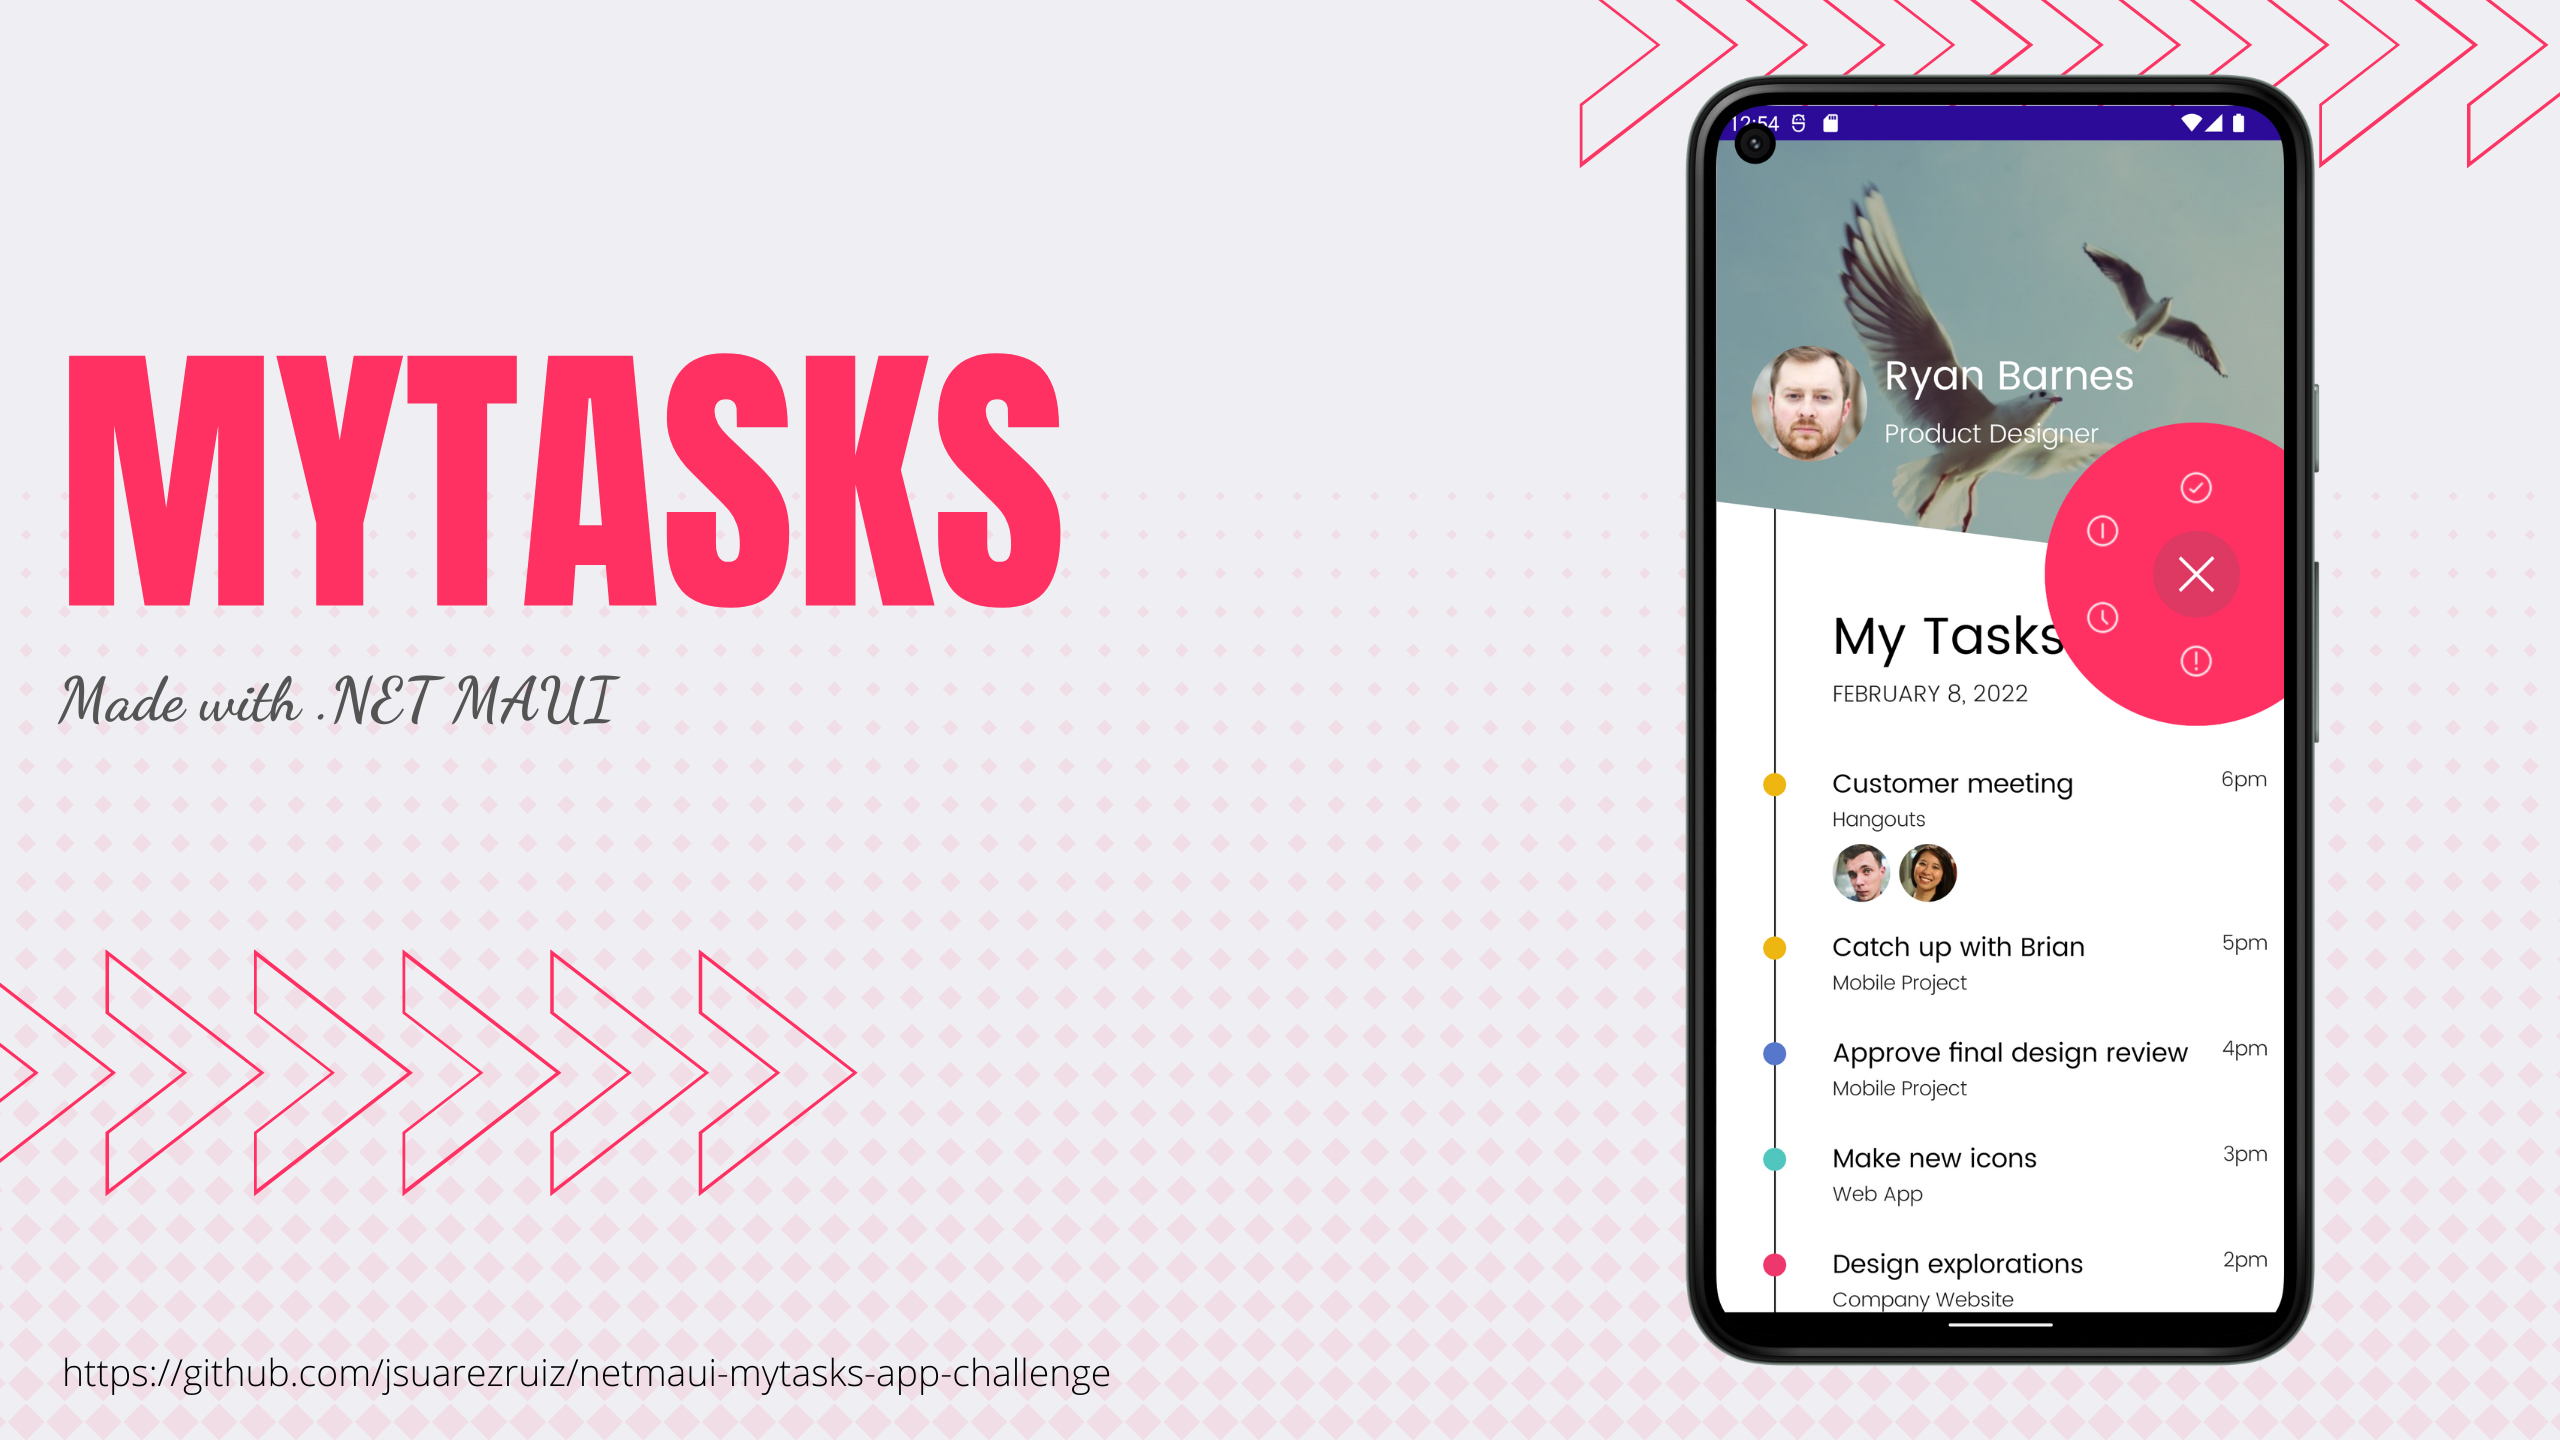 MYTASKS
Made with .NET MAUI
https://github.com/jsuarezruiz/netmaui-mytasks-app-challenge
12:54
Ryan Barnes
Product Designer
My Tasks
FEBRUARY 8, 2022
Customer meeting 6pm
Hangouts
Catch up with Brian 5pm
Mobile Project
Approve final design review 4pm
Mobile Project
Make new icons 3pm
Web App
Design explorations 2pm
Company Website